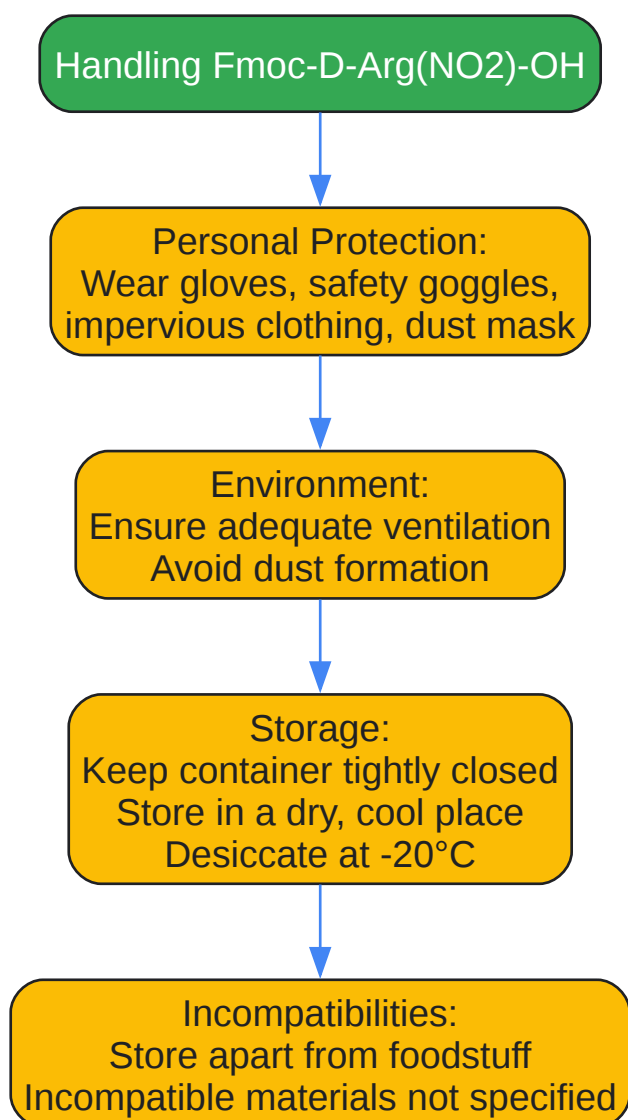 Handling Fmoc-D-Arg(NO2)-OH
Personal Protection:
Wear gloves, safety goggles,
impervious clothing, dust mask
Environment:
Ensure adequate ventilation
Avoid dust formation
Storage:
Keep container tightly closed
Store in a dry, cool place
Desiccate at -20°C
Incompatibilities:
Store apart from foodstuff
Incompatible materials not specified